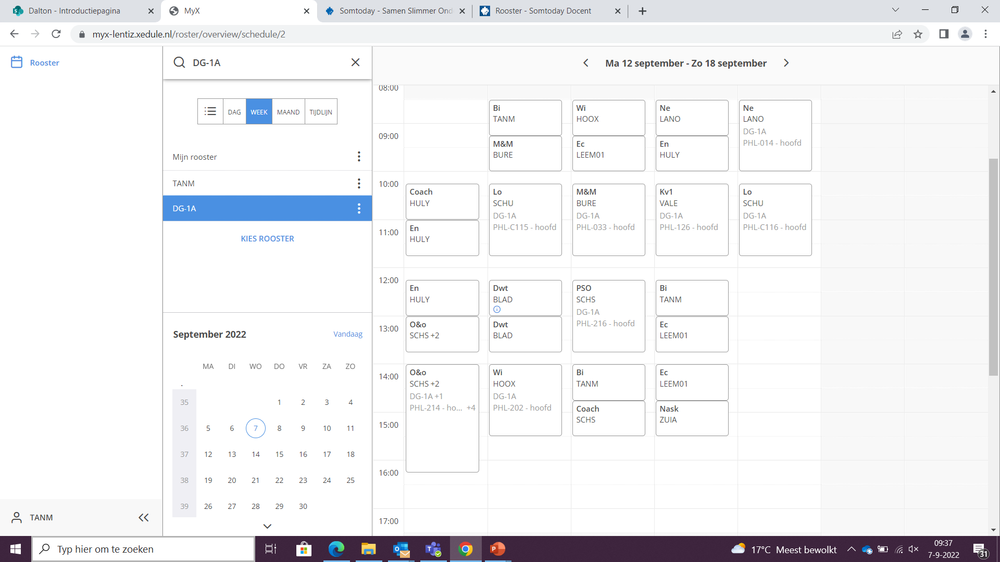 Dalton - Introductiepagina
MyX
Somtoday - Samen Slimmer Ond
Rooster - Somtoday Docent
myx-lentiz.xedule.nl/roster/overview/schedule/2
Rooster
DG-1A
DAG
WEEK
MAAND
TIJDLIJN
Mijn rooster
TANM
DG-1A
KIES ROOSTER
September 2022
Vandaag
MA DI WO DO VR ZA ZO
.
35 1 2 3 4
36 5 6 7 8 9 10 11
37 12 13 14 15 16 17 18
38 19 20 21 22 23 24 25
39 26 27 28 29 30
TANM
Ma 12 september - Zo 18 september
08:00
09:00
10:00
11:00
12:00
13:00
14:00
15:00
16:00
17:00
Coach
HULY
En
HULY
En
HULY
O&o
SCHS +2
O&o
SCHS +2
DG-1A +1
PHL-214 - ho... +4
Bi
TANM
M&M
BURE
Lo
SCHU
DG-1A
PHL-C115 - hoofd
Dwt
BLAD
Dwt
BLAD
Wi
HOOX
DG-1A
PHL-202 - hoofd
Wi
HOOX
Ec
LEEM01
M&M
BURE
DG-1A
PHL-033 - hoofd
PSO
SCHS
DG-1A
PHL-216 - hoofd
Bi
TANM
Coach
SCHS
Ne
LANO
En
HULY
Kv1
VALE
DG-1A
PHL-126 - hoofd
Bi
TANM
Ec
LEEM01
Ec
LEEM01
Nask
ZUIA
Ne
LANO
DG-1A
PHL-014 - hoofd
Lo
SCHU
DG-1A
PHL-C116 - hoofd
Typ hier om te zoeken
17°C Meest bewolkt
09:37
7-9-2022
31